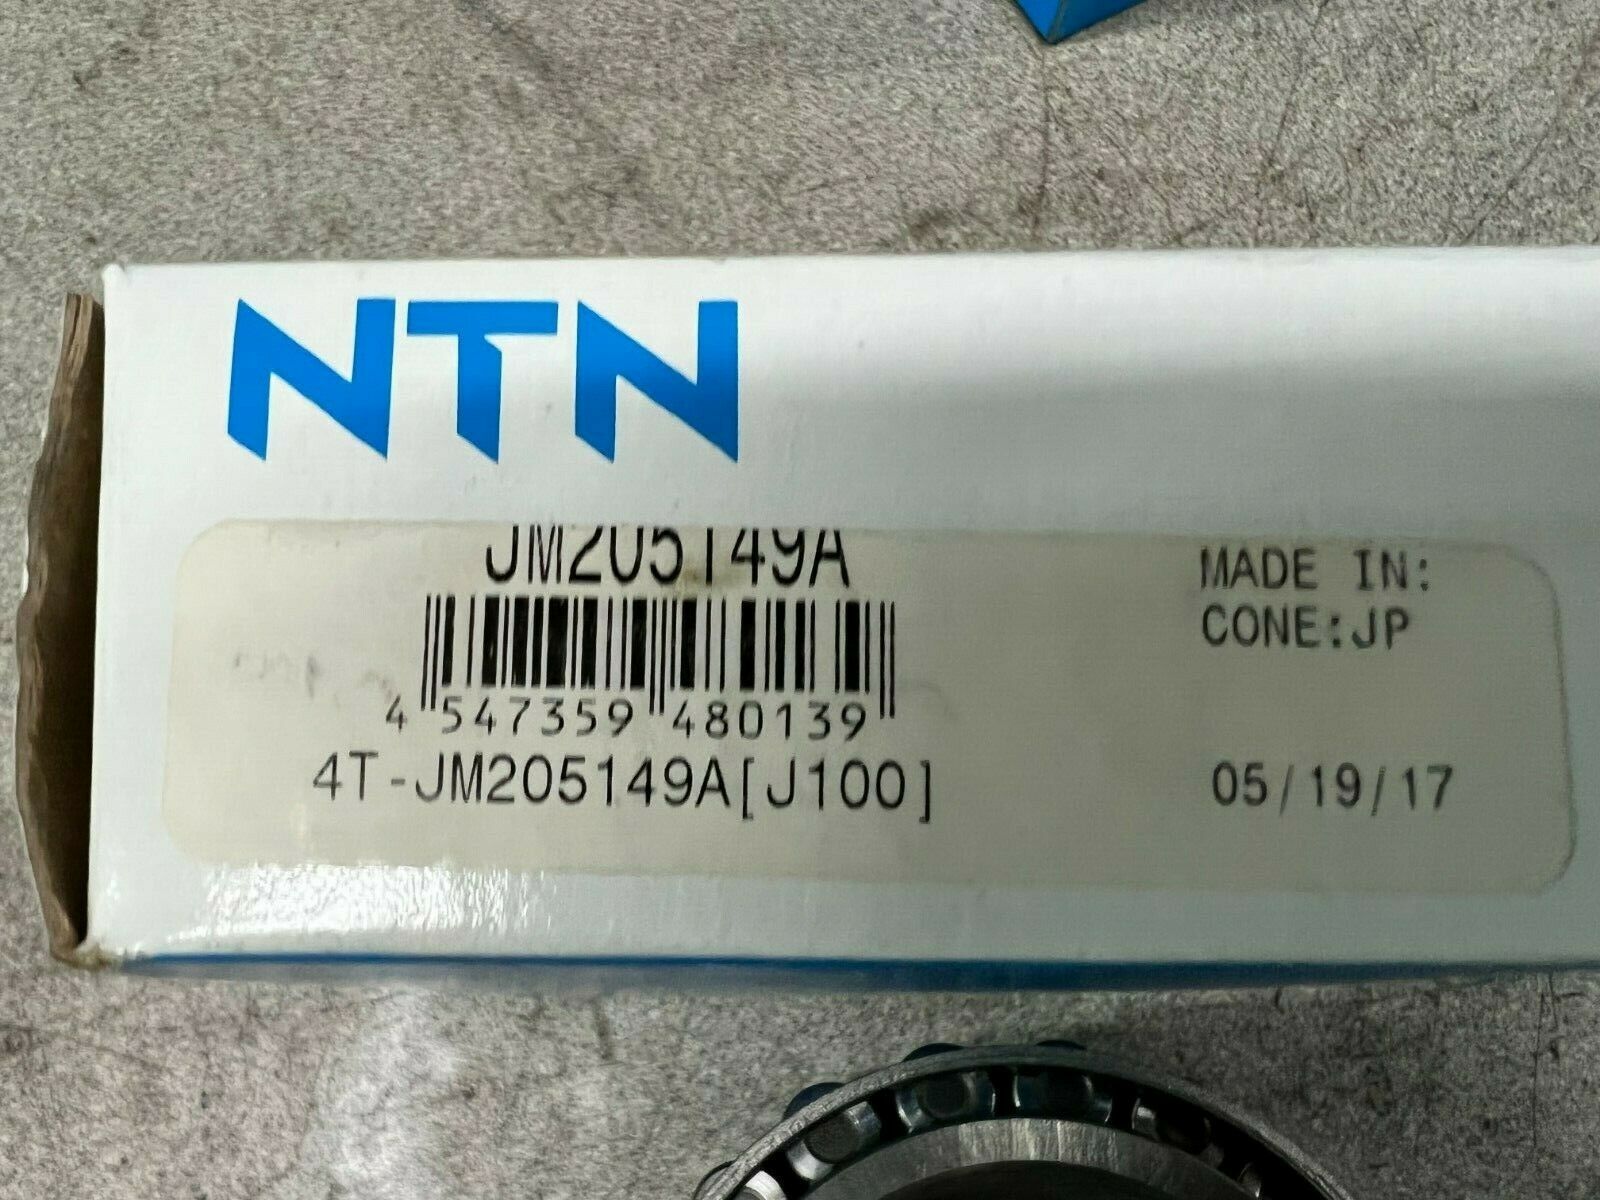 NTN
JM205149A
MADE IN:
CONE:JP
4 547359 480139
4T-JM205149A[J100]
05/19/17